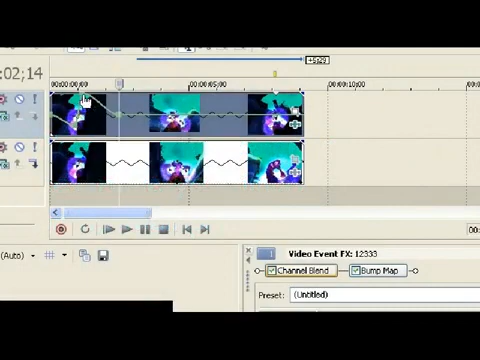 +5;29
02;14
00:00:00;00
00:00:05;00
00:00:10;00
(Auto)
Video Event FX: 12333
Channel Blend
Bump Map
Preset:
(Untitled)
00: